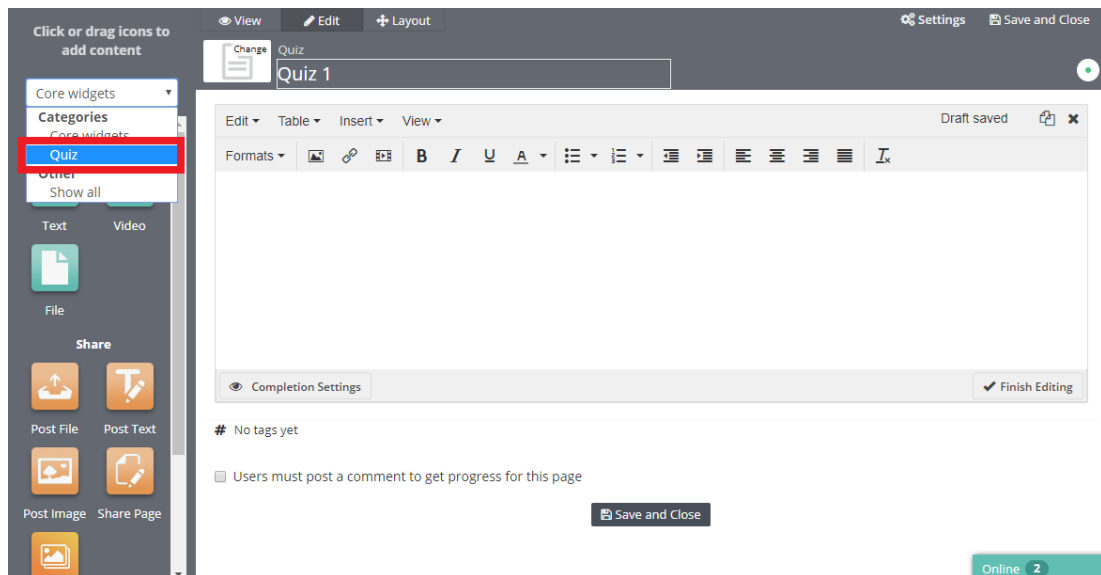 Click or drag icons to
add content
Core widgets
Categories
Core widgets
Quiz
Other
Show all
Text Video
File
Share
Post File Post Text
Post Image Share Page
View Edit Layout
Settings Save and Close
Change Quiz
Quiz 1
Edit Table Insert View
Draft saved
Formats B I U A Ix
Completion Settings
Finish Editing
# No tags yet
Users must post a comment to get progress for this page
Save and Close
Online 2